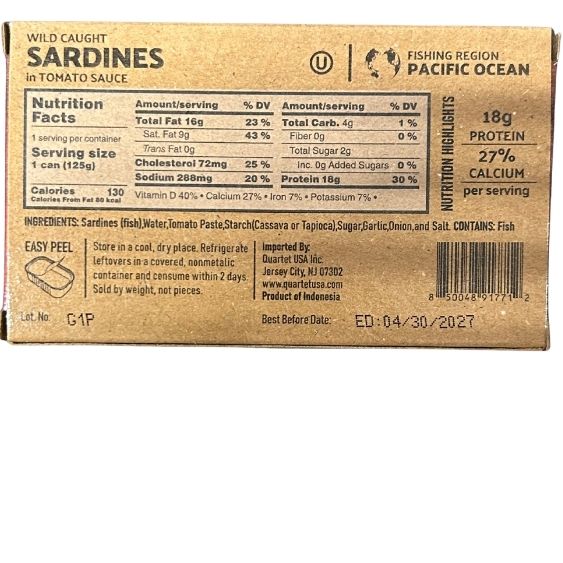 WILD CAUGHT
SARDINES
in TOMATO SAUCE
U
FISHING REGION
PACIFIC OCEAN
Nutrition
Facts
1 serving per container
Serving size
1 can (125g)
Calories 130
Calories From Fat 80 kcal
Amount/serving % DV
Total Fat 16g 23 %
Sat. Fat 9g 43 %
Trans Fat 0g
Cholesterol 72mg 25 %
Sodium 288mg 20 %
Amount/serving % DV
Total Carb. 4g 1 %
Fiber 0g 0 %
Total Sugar 2g
Inc. 0g Added Sugars 0 %
Protein 18g 30 %
Vitamin D 40% • Calcium 27% • Iron 7% • Potassium 7% •
NUTRITION HIGHLIGHTS
18g
PROTEIN
27%
CALCIUM
per serving
INGREDIENTS: Sardines (fish),Water,Tomato Paste,Starch(Cassava or Tapioca),Sugar,Garlic,Onion,and Salt. CONTAINS: Fish
EASY PEEL
Store in a cool, dry place. Refrigerate
leftovers in a covered, nonmetalic
container and consume within 2 days.
Sold by weight, not pieces.
Imported By:
Quartet USA Inc.
Jersey City, NJ 07302
www.quartetusa.com
Product of Indonesia
8 50048 91771 2
Lot. No: G1P
Best Before Date: ED:04/30/2027